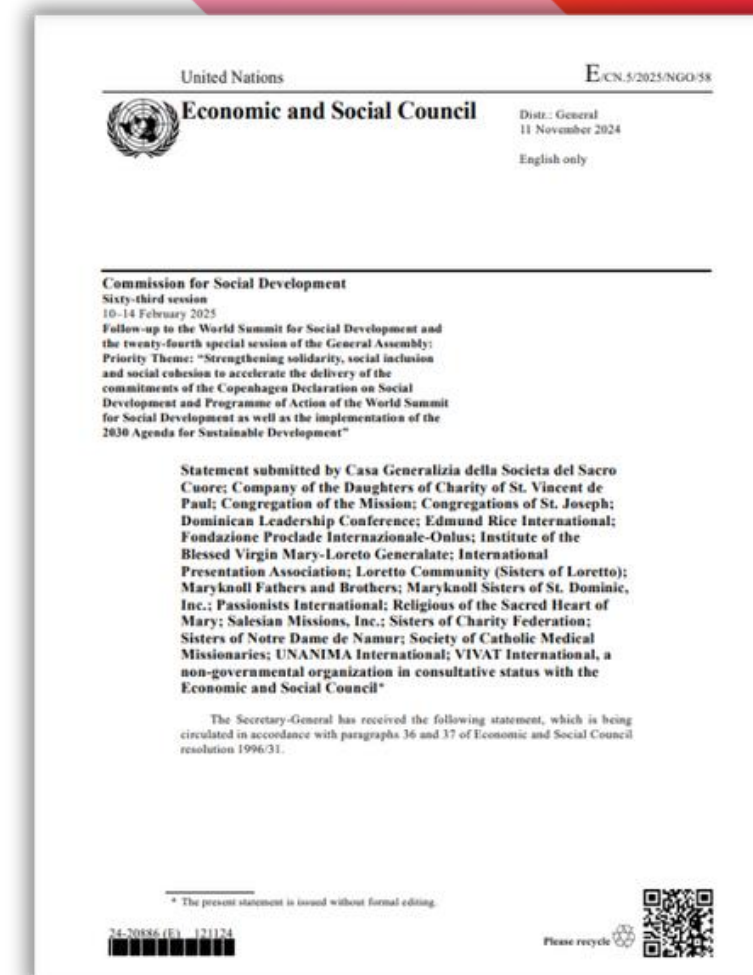 United Nations
E/CN.5/2025/NGO/58
Economic and Social Council
Distr.: General
11 November 2024
English only
Commission for Social Development
Sixty-third session
10–14 February 2025
Follow-up to the World Summit for Social Development and
the twenty-fourth special session of the General Assembly:
Priority Theme: “Strengthening solidarity, social inclusion
and social cohesion to accelerate the delivery of the
commitments of the Copenhagen Declaration on Social
Development and Programme of Action of the World Summit
for Social Development as well as the implementation of the
2030 Agenda for Sustainable Development”
Statement submitted by Casa Generalizia della Societa del Sacro
Cuore; Company of the Daughters of Charity of St. Vincent de
Paul; Congregation of the Mission; Congregations of St. Joseph;
Dominican Leadership Conference; Edmund Rice International;
Fondazione Proclade Internazionale-Onlus; Institute of the
Blessed Virgin Mary-Loreto Generalate; International
Presentation Association; Loretto Community (Sisters of Loretto);
Maryknoll Fathers and Brothers; Maryknoll Sisters of St. Dominic,
Inc.; Passionists International; Religious of the Sacred Heart of
Mary; Salesian Missions, Inc.; Sisters of Charity Federation;
Sisters of Notre Dame de Namur; Society of Catholic Medical
Missionaries; UNANIMA International; VIVAT International, a
non-governmental organization in consultative status with the
Economic and Social Council*
The Secretary-General has received the following statement, which is being
circulated in accordance with paragraphs 36 and 37 of Economic and Social Council
resolution 1996/31.
* The present statement is issued without formal editing.
24-20886 (E) 121124
Please recycle